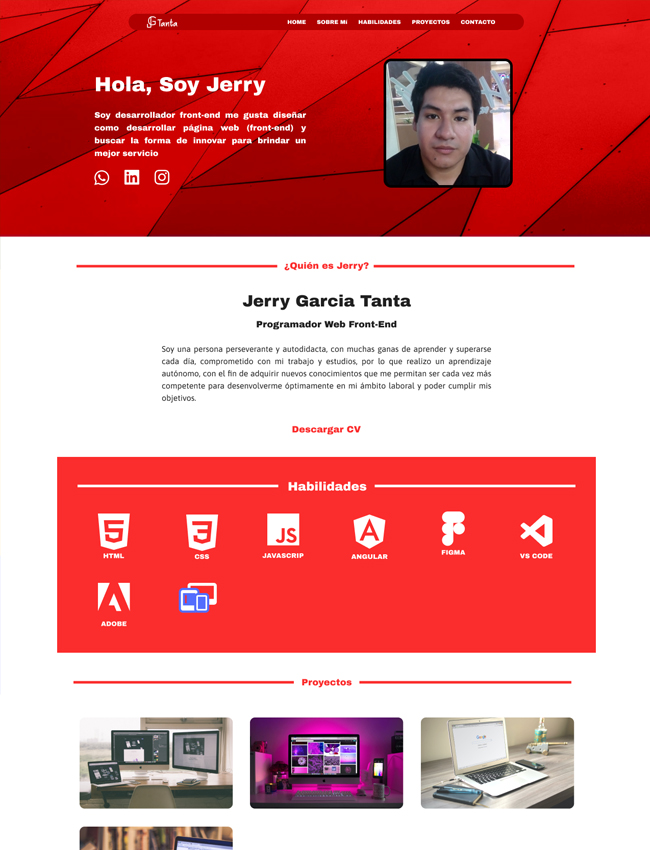 Tanta
HOME SOBRE Mi HABILIDADES PROYECTOS CONTACTO
Hola, Soy Jerry
Soy desarrollador front-end me gusta diseñar
como desarrollar página web (front-end) y
buscar la forma de innovar para brindar un
mejor servicio
¿Quién es Jerry?
Jerry Garcia Tanta
Programador Web Front-End
Soy una persona perseverante y autodidacta, con muchas ganas de aprender y superarse
cada día, comprometido con mi trabajo y estudios, por lo que realizo un aprendizaje
autónomo, con el fin de adquirir nuevos conocimientos que me permitan ser cada vez más
competente para desenvolverme óptimamente en mi ámbito laboral y poder cumplir mis
objetivos.
Descargar CV
Habilidades
HTML CSS JAVASCRIP ANGULAR FIGMA VS CODE
ADOBE
Proyectos